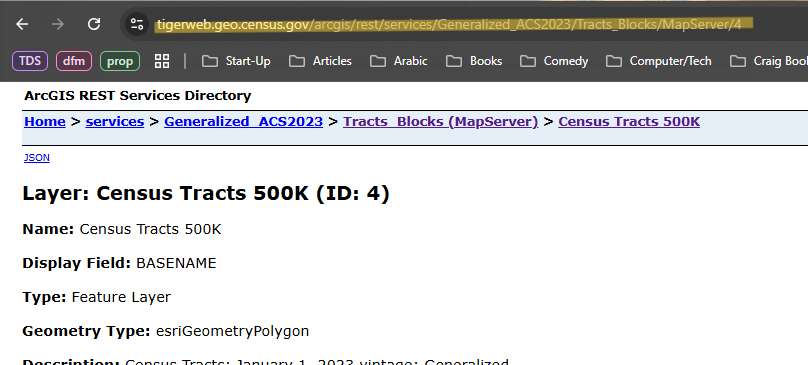 tigerweb.geo.census.gov/arcgis/rest/services/Generalized_ACS2023/Tracts_Blocks/MapServer/4
TDS dfm prop Start-Up Articles Arabic Books Comedy Computer/Tech Craig Bool
ArcGIS REST Services Directory
Home > services > Generalized_ACS2023 > Tracts_Blocks (MapServer) > Census Tracts 500K
JSON
Layer: Census Tracts 500K (ID: 4)
Name: Census Tracts 500K
Display Field: BASENAME
Type: Feature Layer
Geometry Type: esriGeometryPolygon
Description: Census Tracts; January 1, 2023 vintage; Generalized